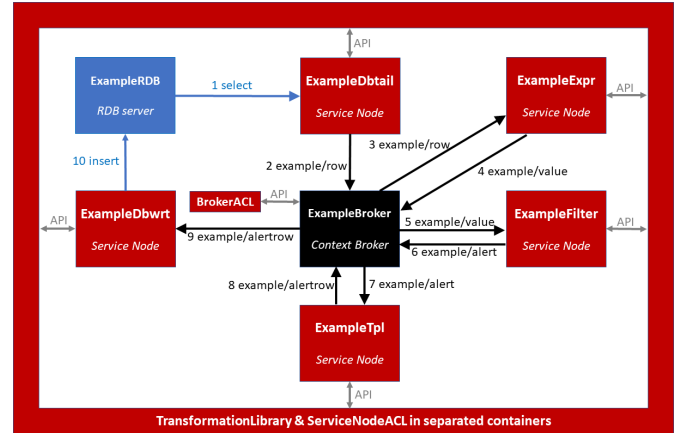 API
ExampleRDB
RDB server
1 select
ExampleDbtail
Service Node
ExampleExpr
Service Node
API
3 example/row
2 example/row
4 example/value
10 insert
API
ExampleDbwrt
Service Node
BrokerACL
API
ExampleBroker
Context Broker
5 example/value
6 example/alert
ExampleFilter
Service Node
API
9 example/alertrow
8 example/alertrow
7 example/alert
ExampleTpl
Service Node
API
TransformationLibrary & ServiceNodeACL in separated containers